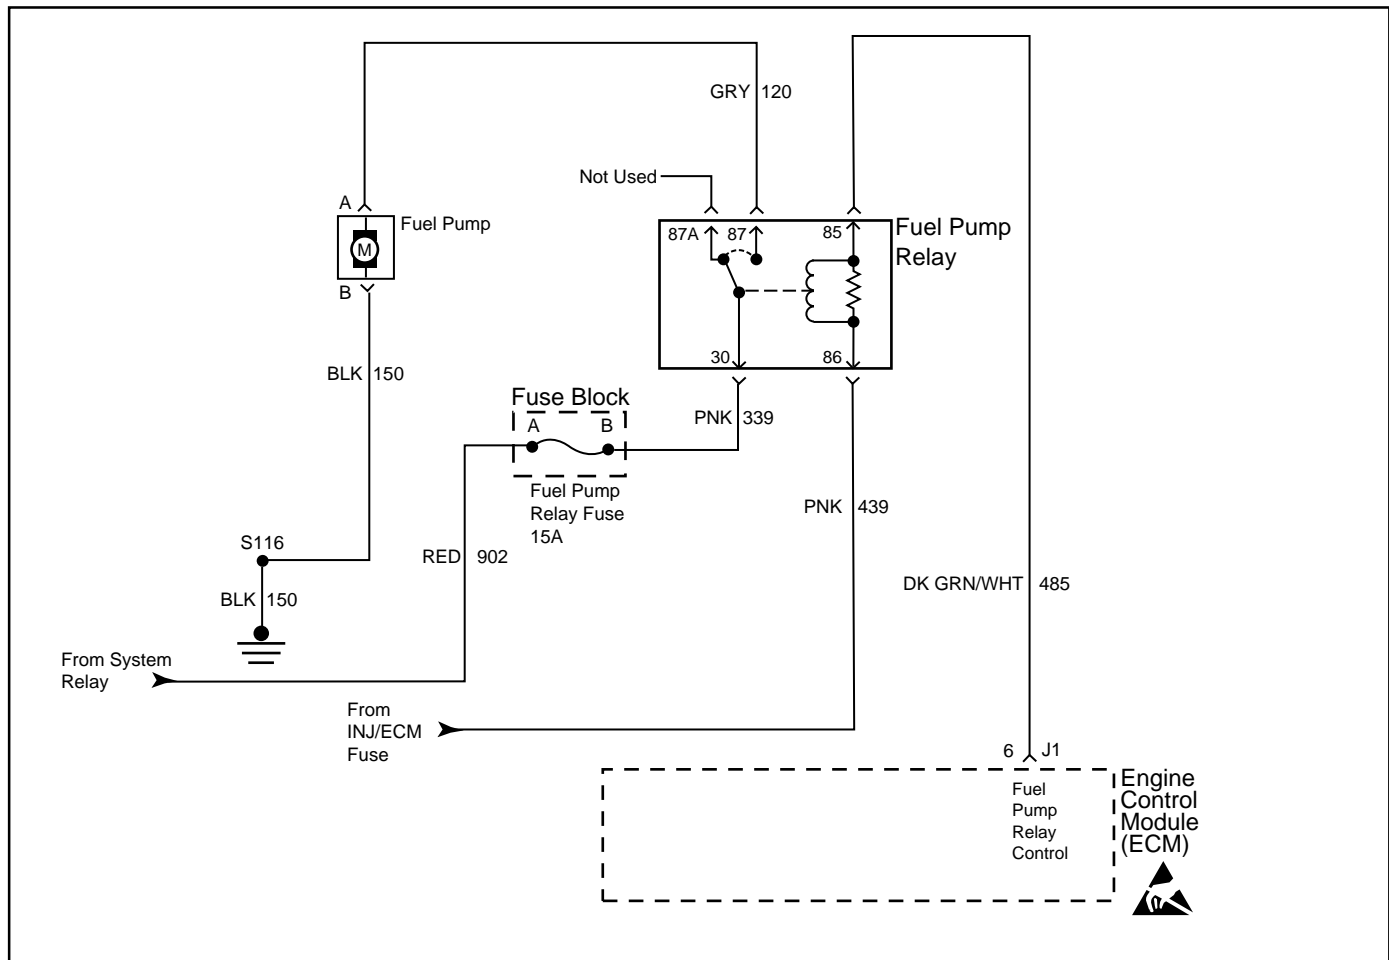 GRY 120
Not Used
A
Fuel Pump
M
B
87A 87 85
Fuel Pump
Relay
30 86
BLK 150
Fuse Block
A B
PNK 339
Fuel Pump
Relay Fuse
15A
PNK 439
S116
RED 902
BLK 150
DK GRN/WHT 485
From System
Relay
From
INJ/ECM
Fuse
6 J1
Fuel
Pump
Relay
Control
Engine
Control
Module
(ECM)